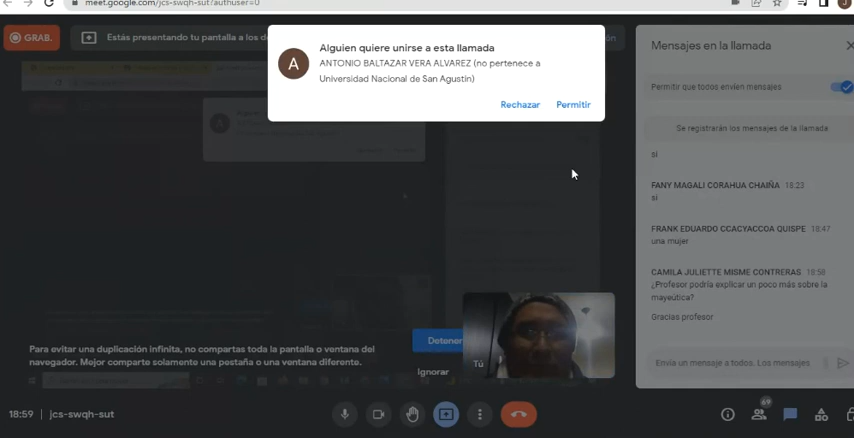 meet.google.com/jcs-swqh-sut?authuser=0
GRAB.
Estás presentando tu pantalla a los de
ión
Alguien quiere unirse a esta llamada
A
ANTONIO BALTAZAR VERA ALVAREZ (no pertenece a
Universidad Nacional de San Agustín)
Rechazar
Permitir
Mensajes en la llamada
Permitir que todos envíen mensajes
Se registrarán los mensajes de la llamada
si
FANY MAGALI CORAHUA CHAIÑA 18:23
si
FRANK EDUARDO CCACYACCOA QUISPE 18:47
una mujer
CAMILA JULIETTE MISME CONTRERAS 18:58
¿Profesor podría explicar un poco más sobre la
mayéutica?
Gracias profesor
Envía un mensaje a todos. Los mensajes
Para evitar una duplicación infinita, no compartas toda la pantalla o ventana del
navegador. Mejor comparte solamente una pestaña o una ventana diferente.
Detener
Ignorar
Tú
18:59 | jcs-swqh-sut
69